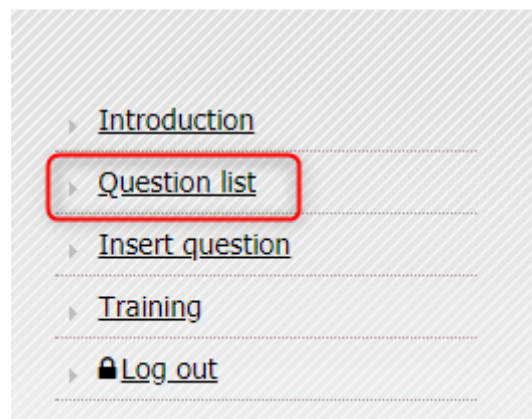 Introduction
Question list
Insert question
Training
Log out